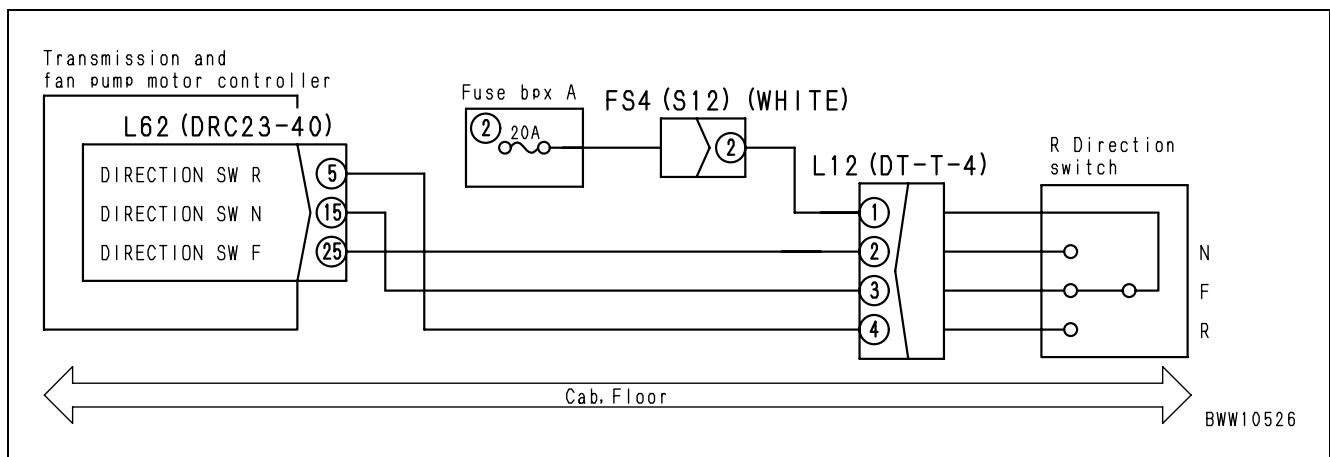 Transmission and
fan pump motor controller
L62 (DRC23-40)
DIRECTION SW R
5
DIRECTION SW N
15
DIRECTION SW F
25
Fuse bpx A
2
20A
FS4 (S12) (WHITE)
2
L12 (DT-T-4)
1
2
3
4
R Direction
switch
N
F
R
Cab, Floor
BWW10526